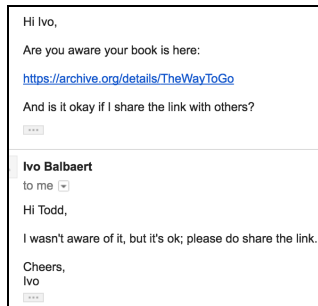 Hi Ivo,
Are you aware your book is here:
https://archive.org/details/TheWayToGo
And is it okay if I share the link with others?
Ivo Balbaert
to me
Hi Todd,
I wasn't aware of it, but it's ok; please do share the link.
Cheers,
Ivo